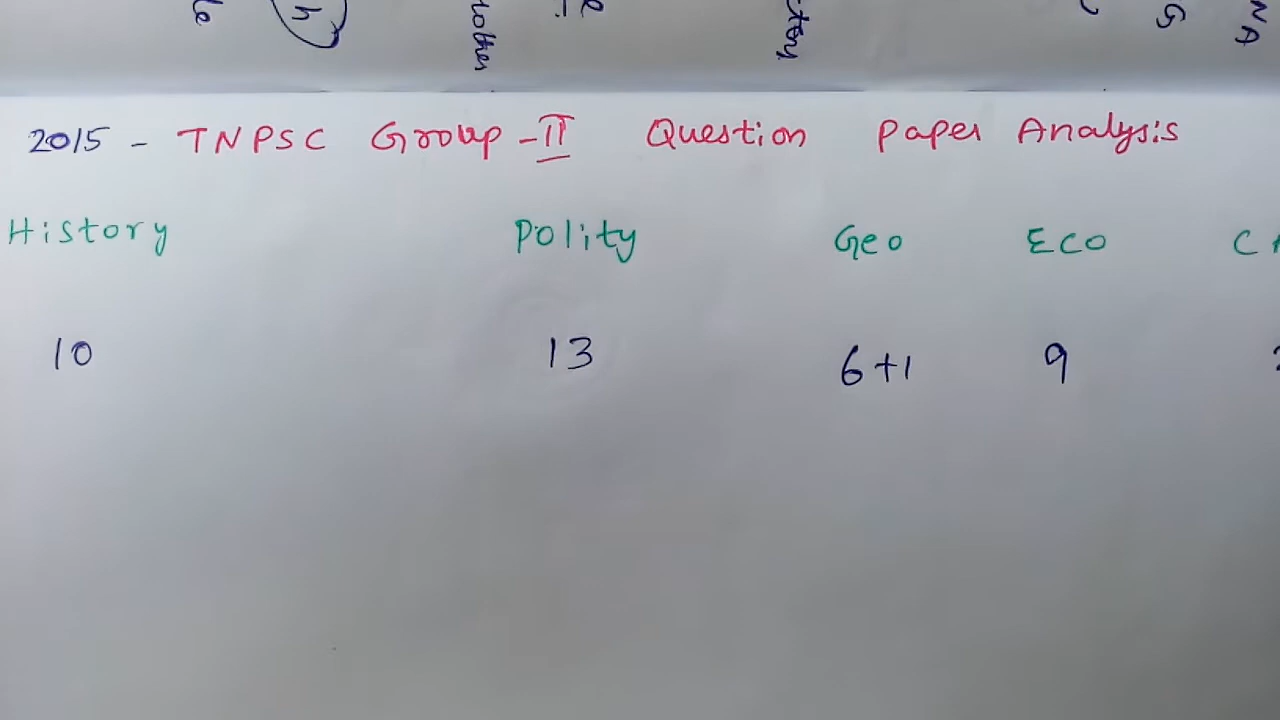 2015 - TNPSC Group - II Question Paper Analysis
History Polity Geo ECO
10 13 6+1 9